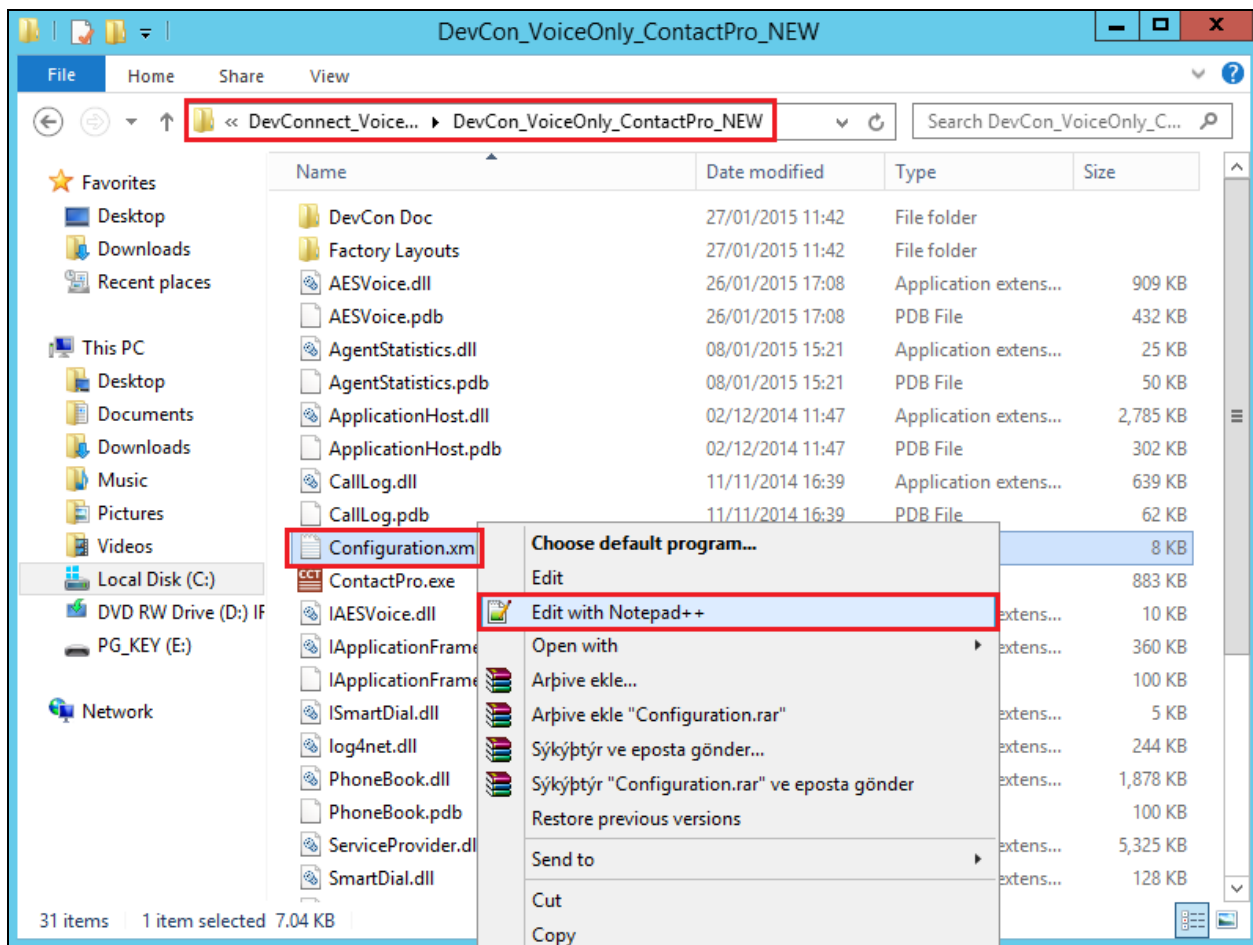 DevCon_VoiceOnly_ContactPro_NEW
File Home Share View
« DevConnect_Voice... DevCon_VoiceOnly_ContactPro_NEW Search DevCon_VoiceOnly_C...
Name Date modified Type Size
Favorites
Desktop
Downloads
Recent places
This PC
Desktop
Documents
Downloads
Music
Pictures
Videos
Local Disk (C:)
DVD RW Drive (D:) IF
PG_KEY (E:)
Network
DevCon Doc 27/01/2015 11:42 File folder
Factory Layouts 27/01/2015 11:42 File folder
AESVoice.dll 26/01/2015 17:08 Application extens... 909 KB
AESVoice.pdb 26/01/2015 17:08 PDB File 432 KB
AgentStatistics.dll 08/01/2015 15:21 Application extens... 25 KB
AgentStatistics.pdb 08/01/2015 15:21 PDB File 50 KB
ApplicationHost.dll 02/12/2014 11:47 Application extens... 2,785 KB
ApplicationHost.pdb 02/12/2014 11:47 PDB File 302 KB
CallLog.dll 11/11/2014 16:39 Application extens... 639 KB
CallLog.pdb 11/11/2014 16:39 PDB File 62 KB
Configuration.xm 8 KB
CCT ContactPro.exe 883 KB
IAESVoice.dll extens... 10 KB
IApplicationFrame extens... 360 KB
IApplicationFrame 100 KB
ISmartDial.dll extens... 5 KB
log4net.dll extens... 244 KB
PhoneBook.dll extens... 1,878 KB
PhoneBook.pdb 100 KB
ServiceProvider.dl extens... 5,325 KB
SmartDial.dll extens... 128 KB
Choose default program...
Edit
Edit with Notepad++
Open with
Arþive ekle...
Arþive ekle "Configuration.rar"
Sýkýþtýr ve eposta gönder...
Sýkýþtýr "Configuration.rar" ve eposta gönder
Restore previous versions
Send to
Cut
Copy
31 items 1 item selected 7.04 KB